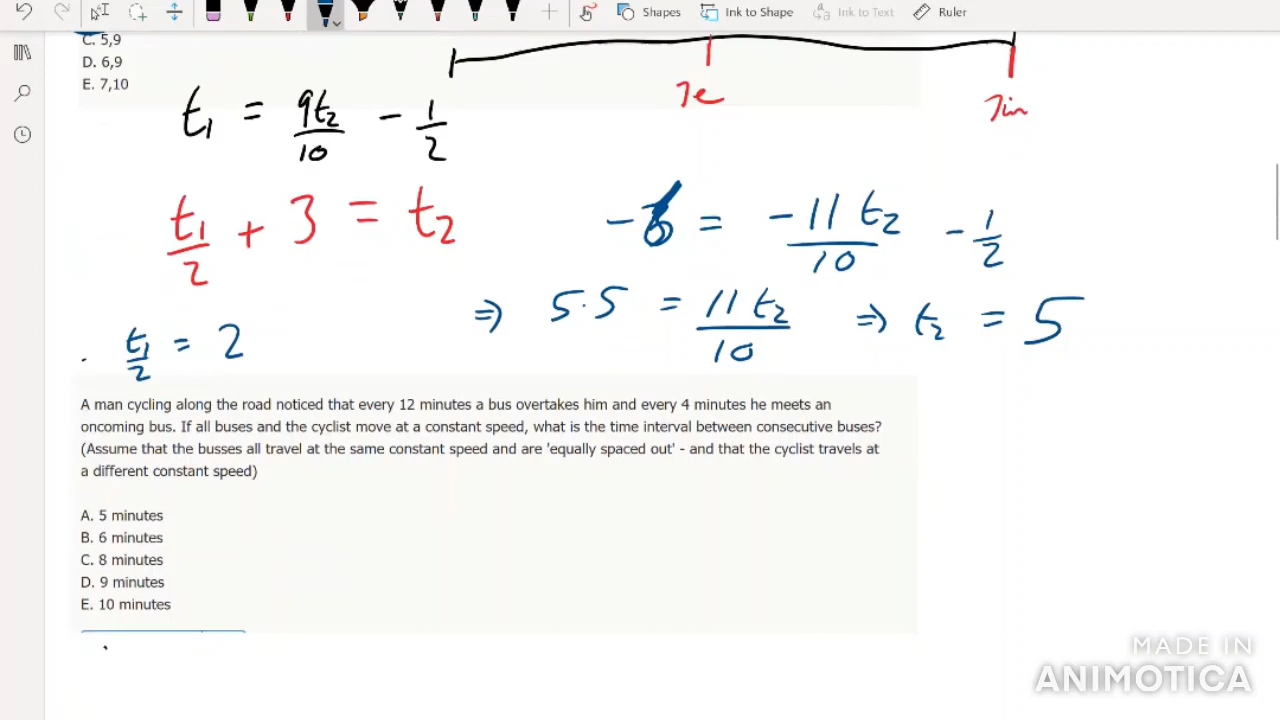 Shapes Ink to Shape Ink to Text Ruler
C. 5,9
D. 6,9
E. 7,10
t₁ = 9t₂/10 - 1/2
t₁/2 + 3 = t₂
= -11 t₂/10 - 1/2
⇒ 5.5 = 11 t₂/10 ⇒ t₂ = 5
t₁/2 = 2
A man cycling along the road noticed that every 12 minutes a bus overtakes him and every 4 minutes he meets an
oncoming bus. If all buses and the cyclist move at a constant speed, what is the time interval between consecutive buses?
(Assume that the busses all travel at the same constant speed and are 'equally spaced out' - and that the cyclist travels at
a different constant speed)
A. 5 minutes
B. 6 minutes
C. 8 minutes
D. 9 minutes
E. 10 minutes
MADE IN
ANIMOTICA